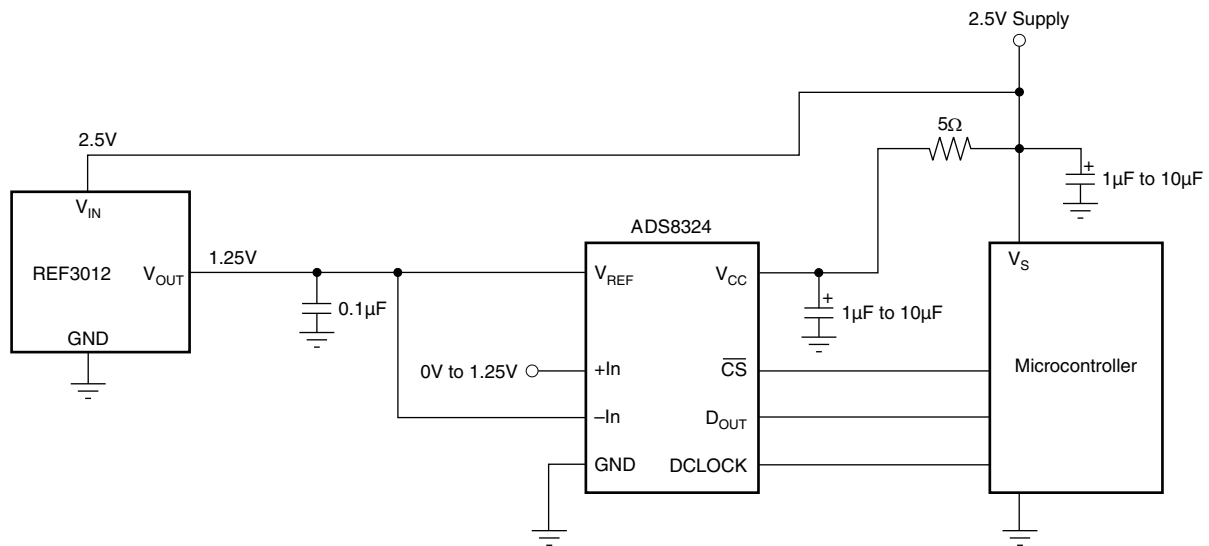 2.5V Supply
2.5V
5Ω
+
1µF to 10µF
VIN
REF3012
VOUT
GND
1.25V
0.1µF
ADS8324
VREF
VCC
+
1µF to 10µF
0V to 1.25V
+In
–In
GND
C̅S̅
DOUT
DCLOCK
VS
Microcontroller